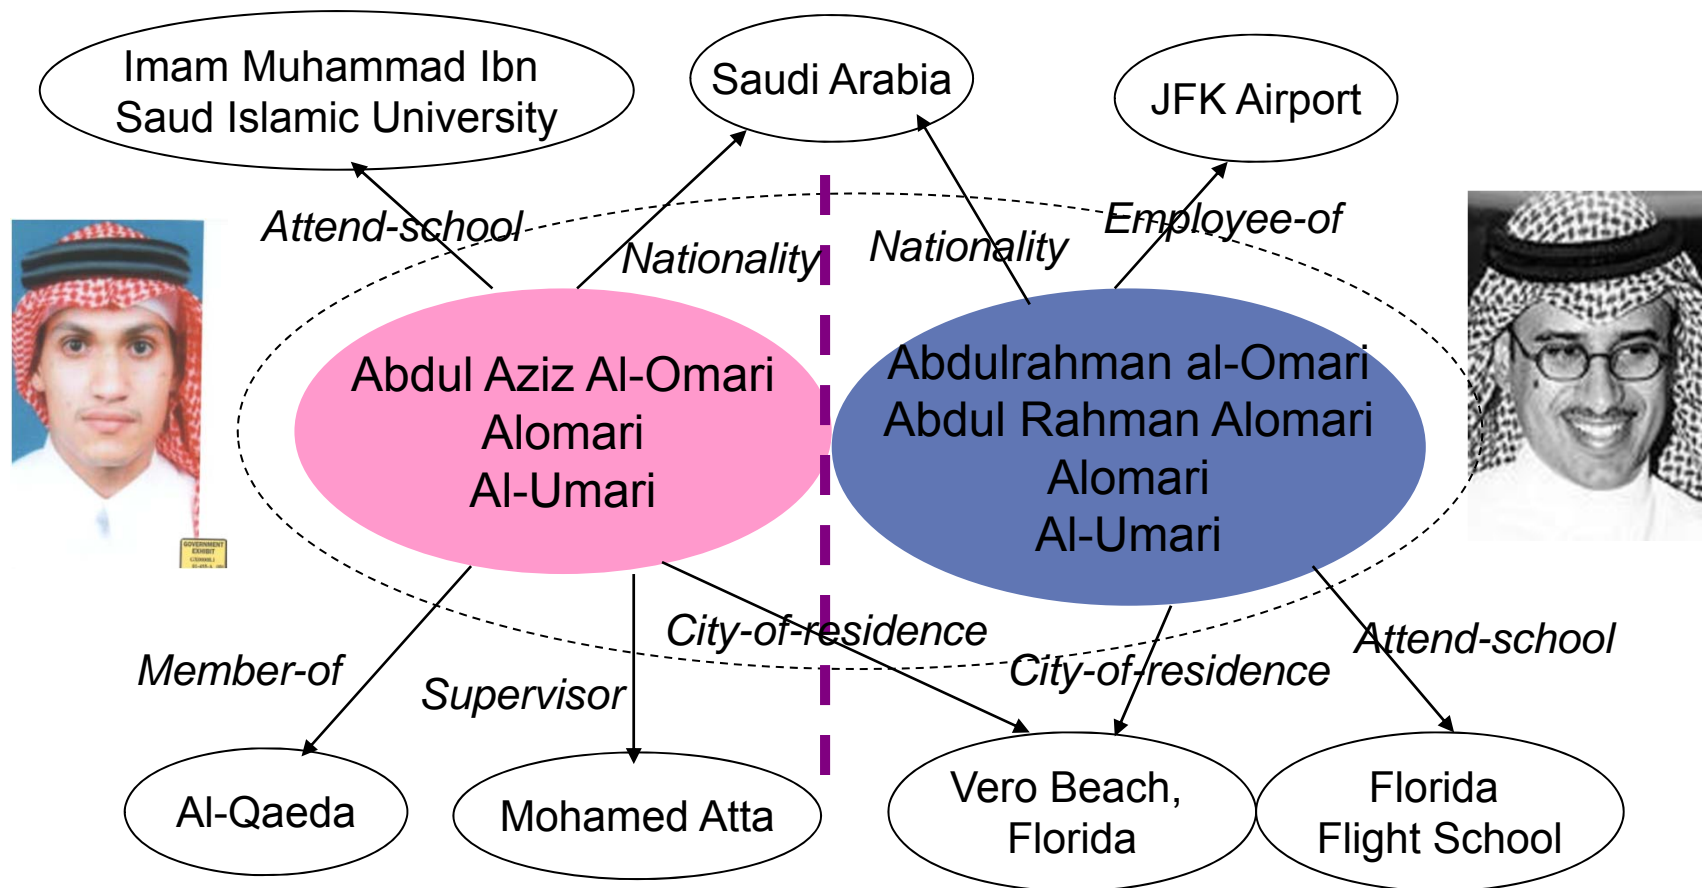 Imam Muhammad Ibn
Saud Islamic University
Saudi Arabia
JFK Airport
Attend-school
Nationality
Nationality
Employee-of
Abdul Aziz Al-Omari
Alomari
Al-Umari
Abdulrahman al-Omari
Abdul Rahman Alomari
Alomari
Al-Umari
GOVERNMENT
EXHIBIT
Member-of
Supervisor
City-of-residence
City-of-residence
Attend-school
Al-Qaeda
Mohamed Atta
Vero Beach,
Florida
Florida
Flight School